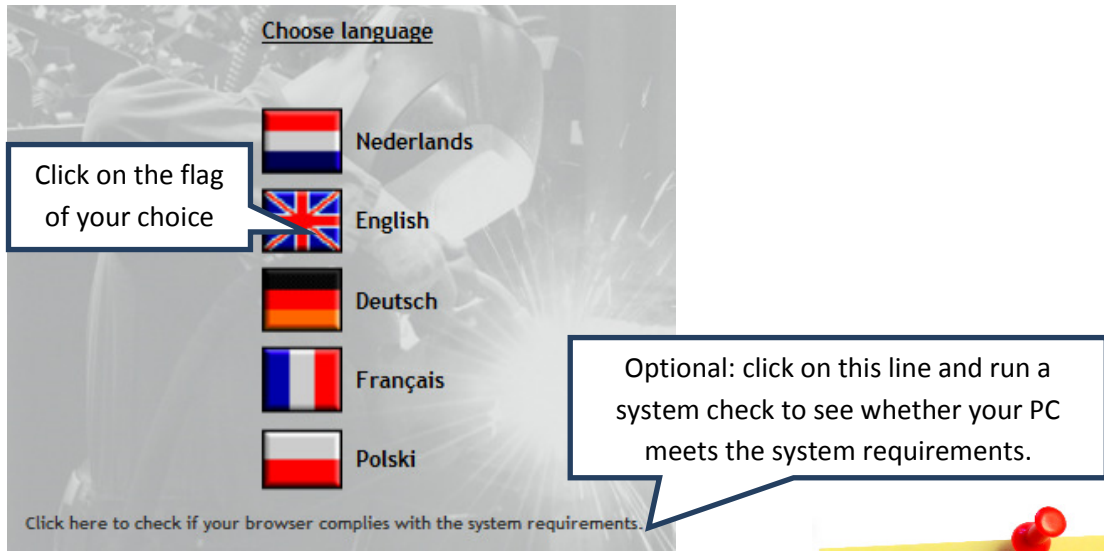 Choose language
Nederlands
Click on the flag
of your choice
English
Deutsch
Français
Optional: click on this line and run a
system check to see whether your PC
meets the system requirements.
Polski
Click here to check if your browser complies with the system requirements.